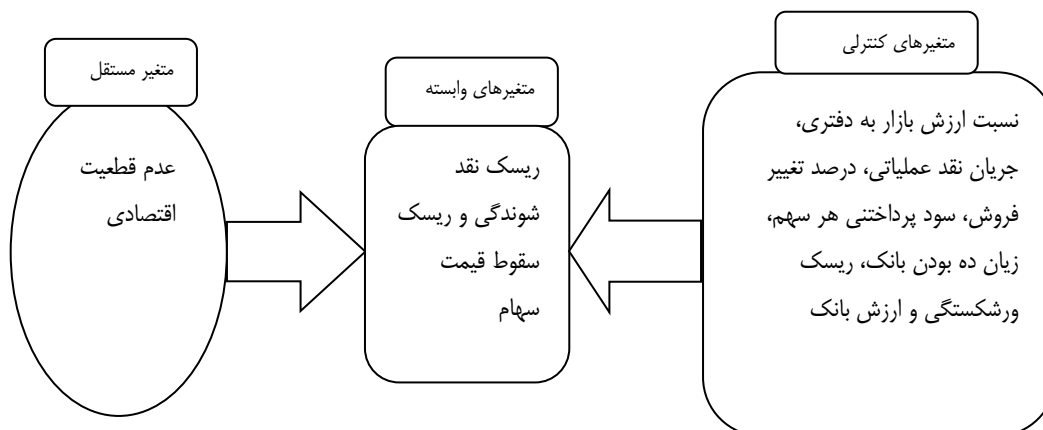 متغیرهای کنترلی
نسبت ارزش بازار به دفتری،
جریان نقد عملیاتی، درصد تغییر
فروش، سود پرداختنی هر سهم،
زیان ده بودن بانک، ریسک
ورشکستگی و ارزش بانک
متغیرهای وابسته
ریسک نقد
شوندگی و ریسک
سقوط قیمت
سهام
متغیر مستقل
عدم قطعیت
اقتصادی